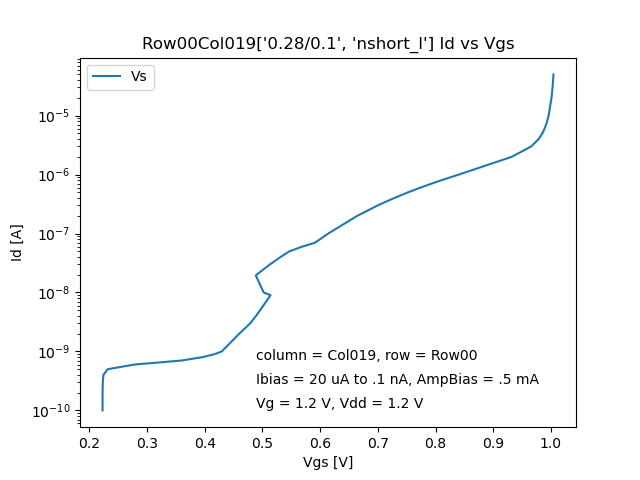 Row00Col019['0.28/0.1', 'nshort_l'] Id vs Vgs
Vs
10⁻⁵
10⁻⁶
10⁻⁷
10⁻⁸
10⁻⁹
10⁻¹⁰
Id [A]
column = Col019, row = Row00
Ibias = 20 uA to .1 nA, AmpBias = .5 mA
Vg = 1.2 V, Vdd = 1.2 V
0.2 0.3 0.4 0.5 0.6 0.7 0.8 0.9 1.0
Vgs [V]